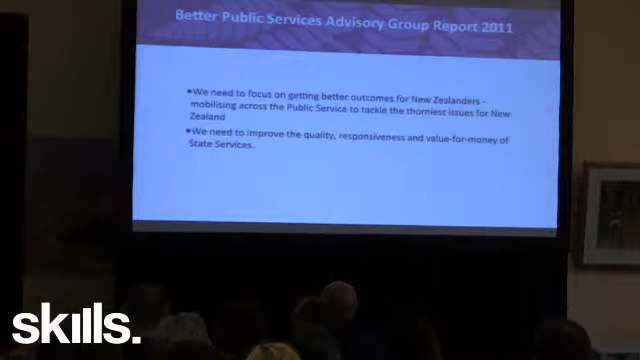 Better Public Services Advisory Group Report 2011
•We need to focus on getting better outcomes for New Zealanders -
mobilising across the Public Service to tackle the thorniest issues for New
Zealand
•We need to improve the quality, responsiveness and value-for-money of
State Services.
skills.